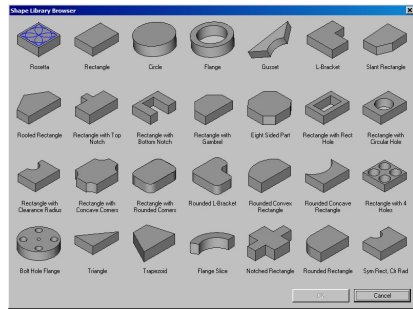 Shape Library Browser
Rosetta
Rectangle
Circle
Flange
Gusset
L-Bracket
Slant Rectangle
Roofed Rectangle
Rectangle with Top
Notch
Rectangle with
Bottom Notch
Rectangle with
Gambrel
Eight Sided Part
Rectangle with Rect
Hole
Rectangle with
Circular Hole
Rectangle with
Clearance Radius
Rectangle with
Concave Corners
Rectangle with
Rounded Corners
Rounded L-Bracket
Rounded Convex
Rectangle
Rounded Concave
Rectangle
Rectangle with 4
Holes
Bolt Hole Flange
Triangle
Trapezoid
Flange Slice
Notched Rectangle
Rounded Rectangle
Sym Rect, Clr Rad
Cancel